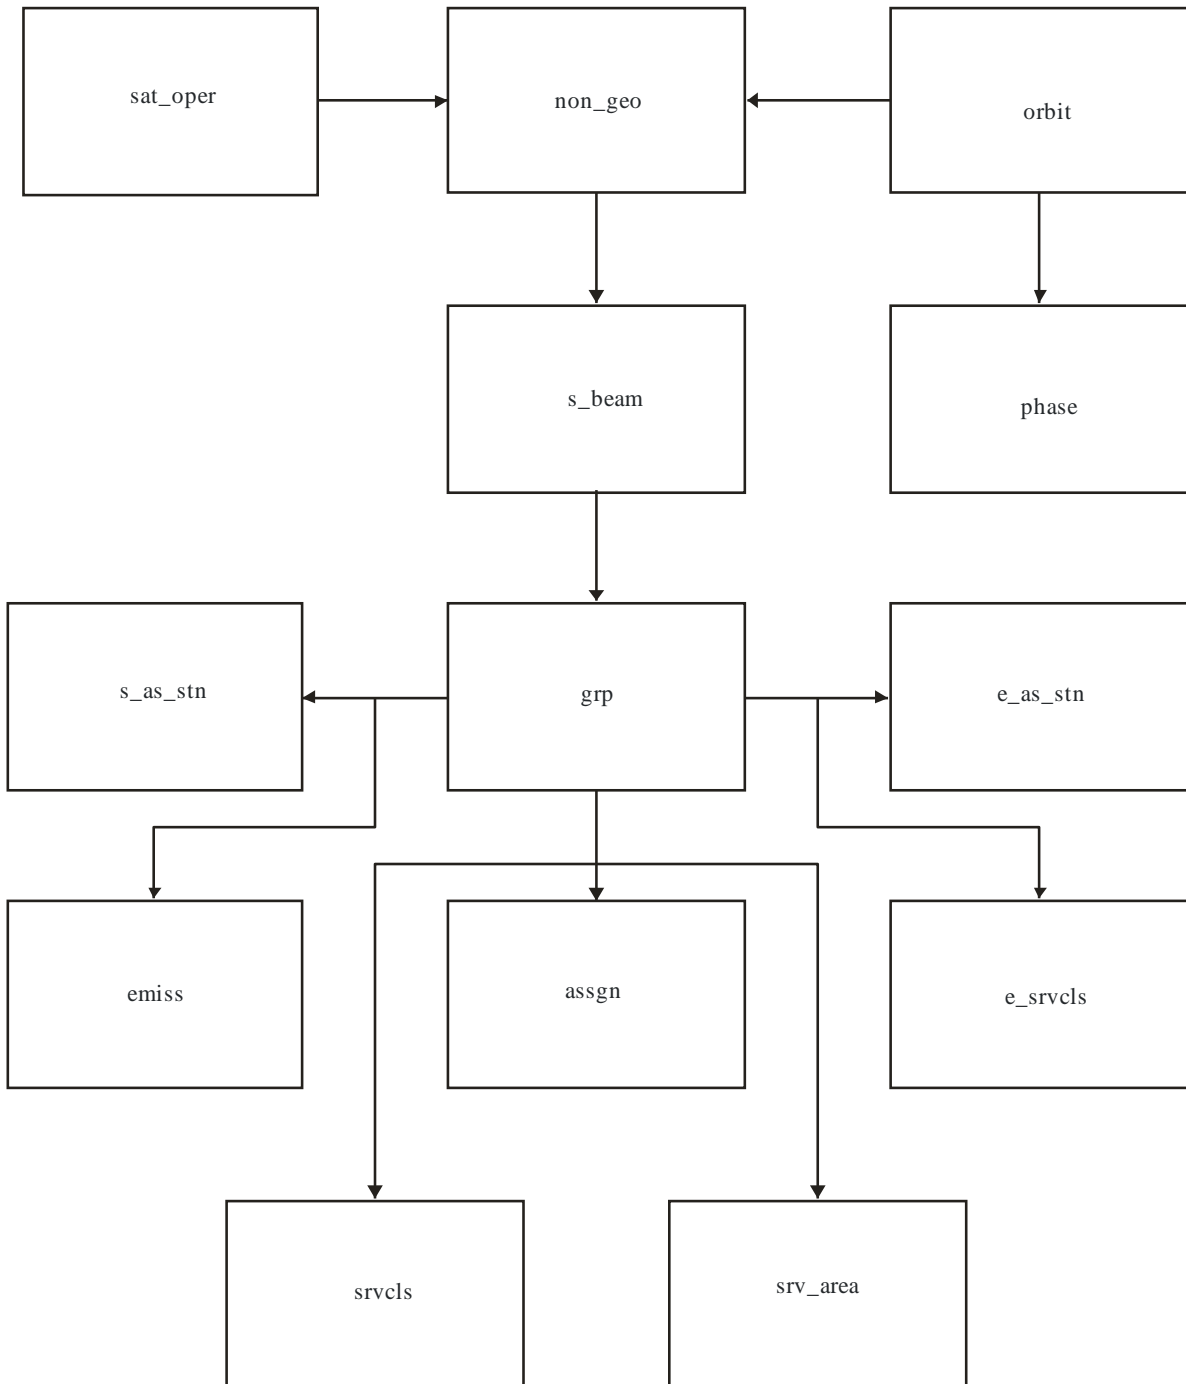 sat_oper
non_geo
orbit
s_beam
phase
s_as_stn
grp
e_as_stn
emiss
assgn
e_srvcls
srvcls
srv_area